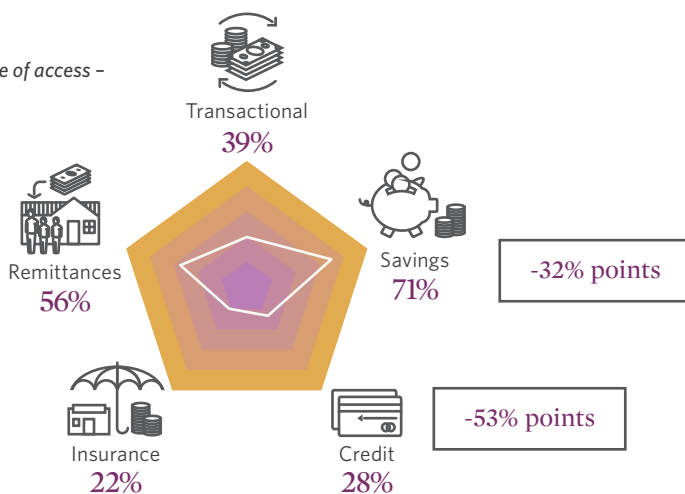 e of access –
Transactional
39%
Remittances
56%
Savings
71%
-32% points
Insurance
22%
Credit
28%
-53% points